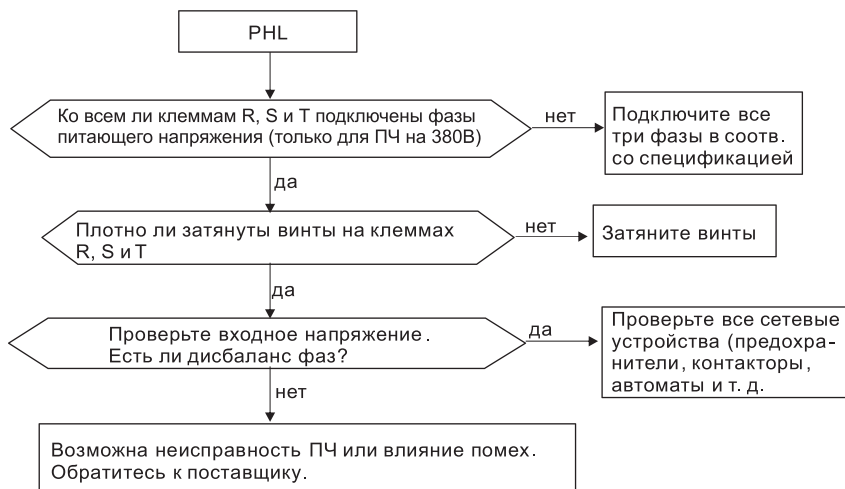 PHL
Ко всем ли клеммам R, S и T подключены фазы
питающего напряжения (только для ПЧ на 380В)
нет
Подключите все
три фазы в соотв.
со спецификацией
да
Плотно ли затянуты винты на клеммах
R, S и T
нет
Затяните винты
да
Проверьте входное напряжение.
Есть ли дисбаланс фаз?
да
Проверьте все сетевые
устройства (предохра-
нители, контакторы,
автоматы и т. д.
нет
Возможна неисправность ПЧ или влияние помех.
Обратитесь к поставщику.